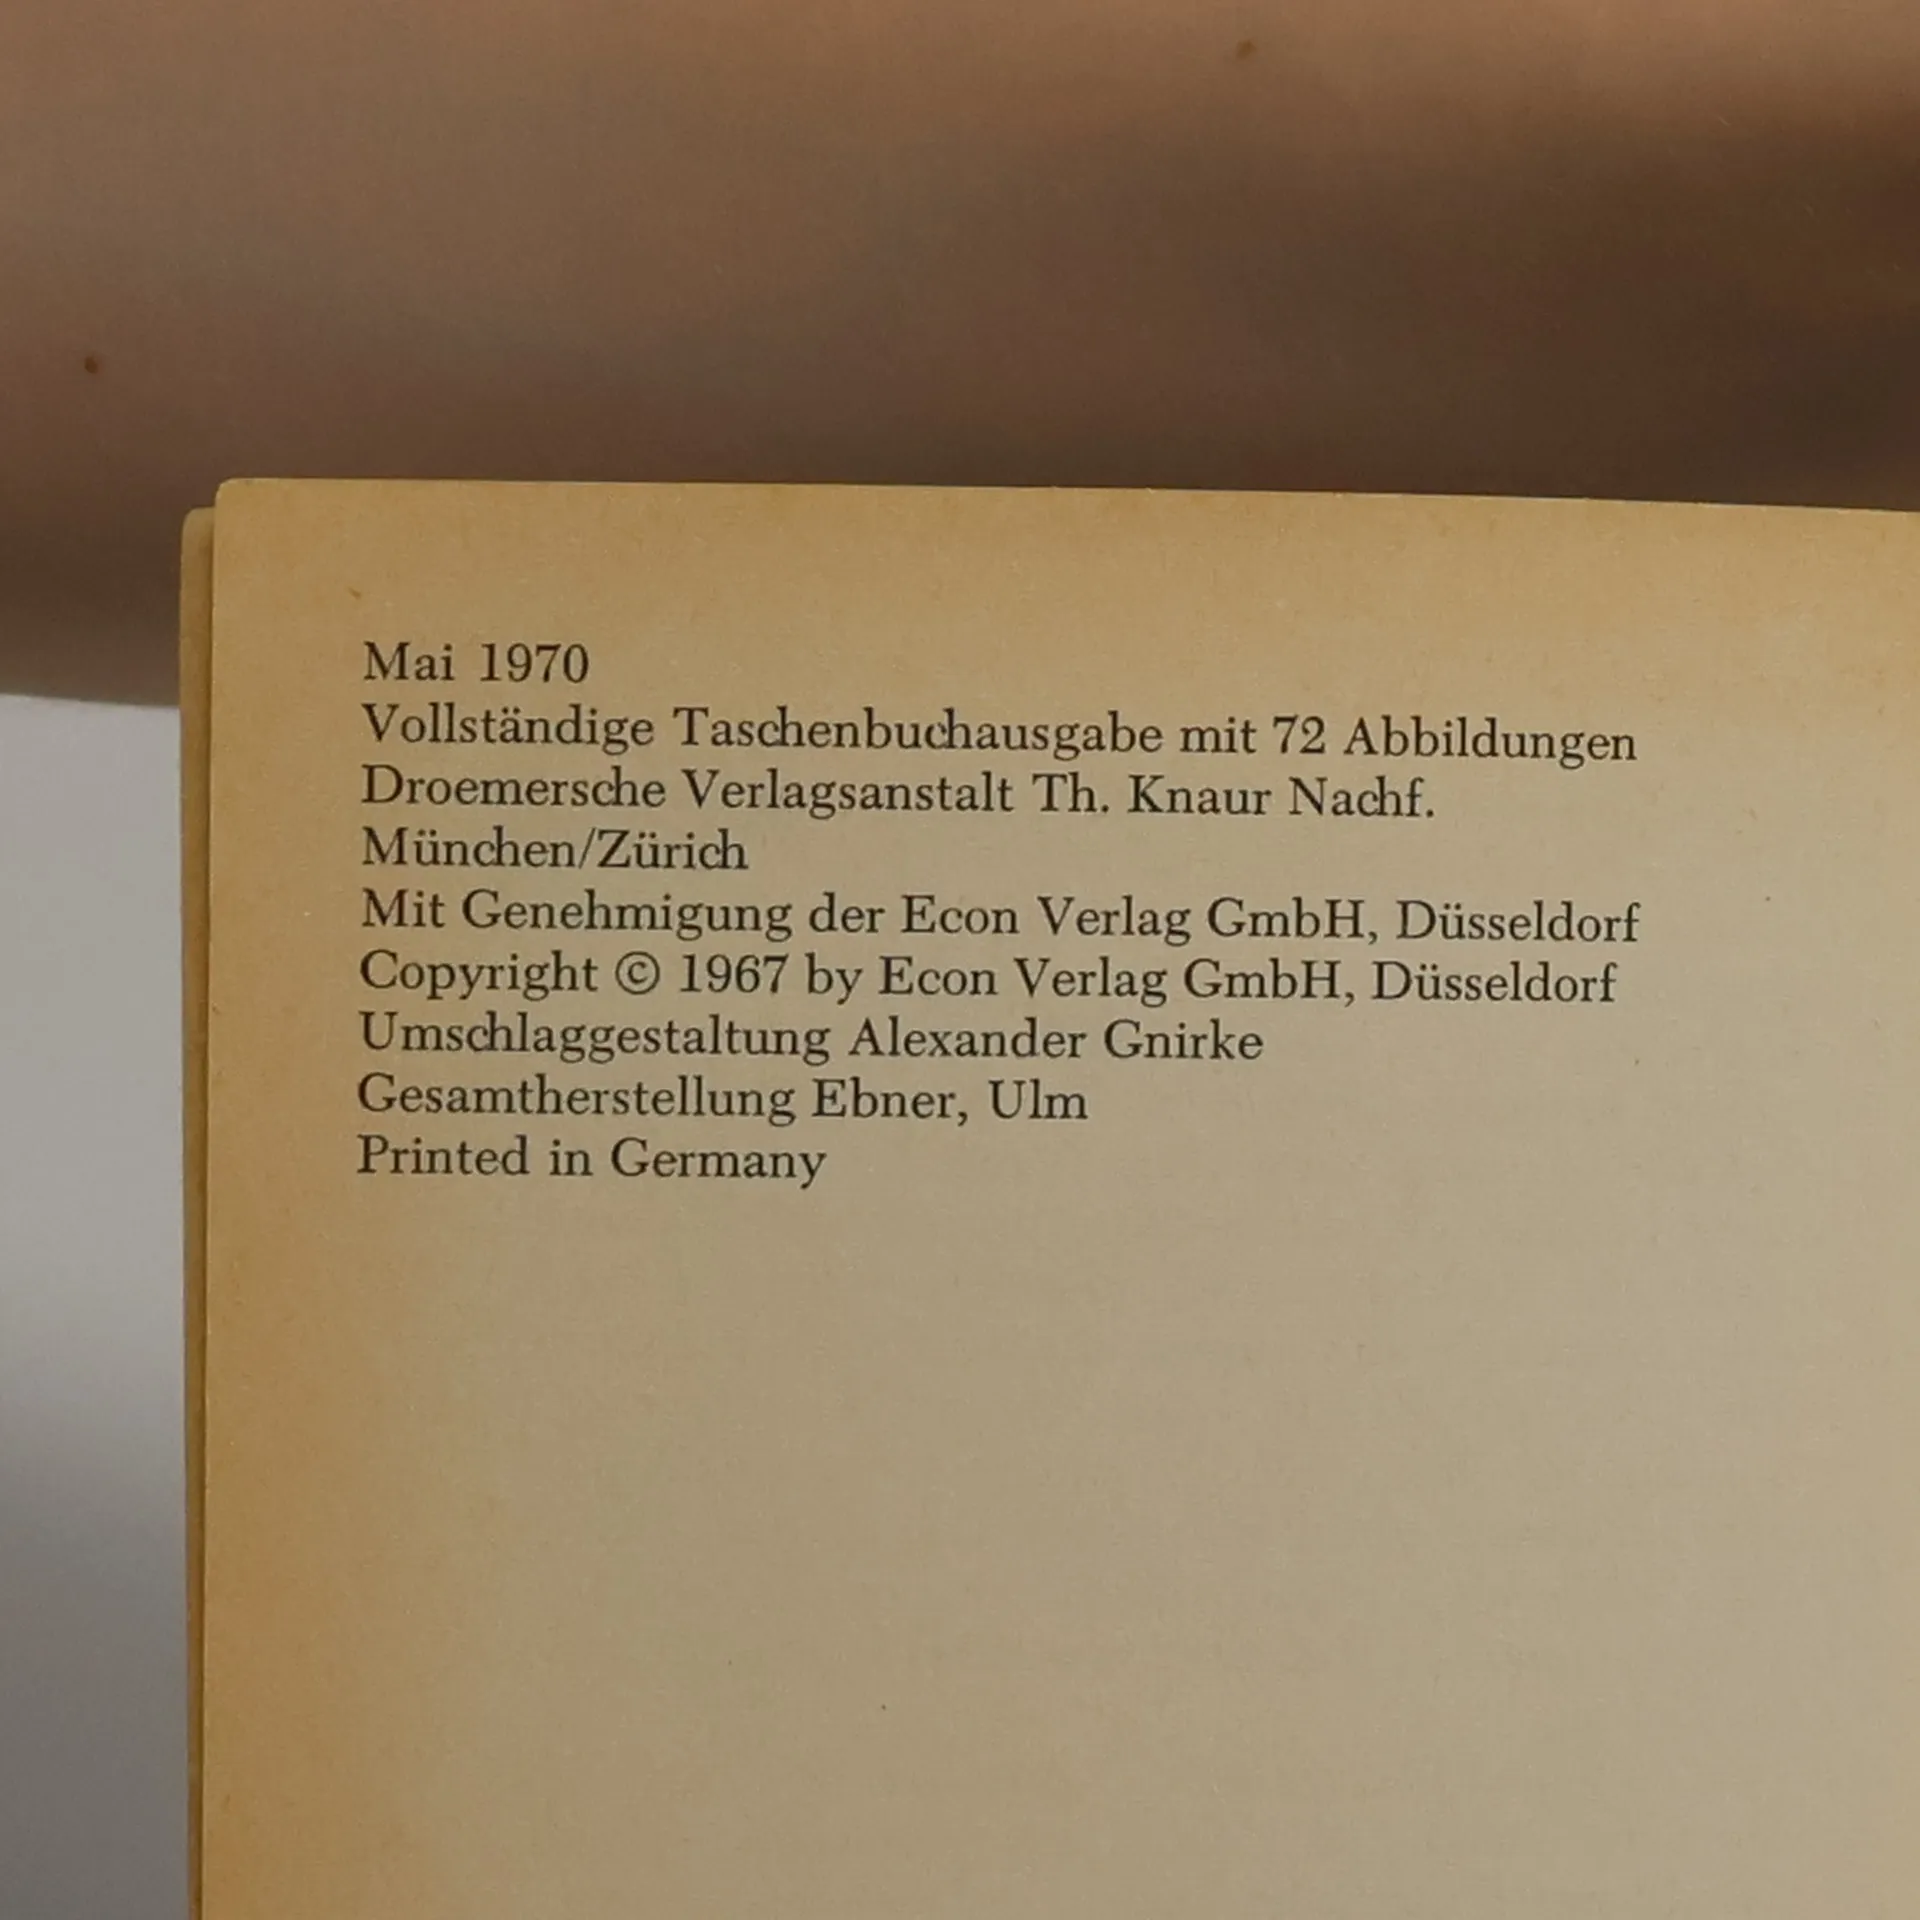 Mai 1970
Vollständige Taschenbuchausgabe mit 72 Abbildungen
Droemersche Verlagsanstalt Th. Knaur Nachf.
München/Zürich
Mit Genehmigung der Econ Verlag GmbH, Düsseldorf
Copyright © 1967 by Econ Verlag GmbH, Düsseldorf
Umschlaggestaltung Alexander Gnirke
Gesamtherstellung Ebner, Ulm
Printed in Germany